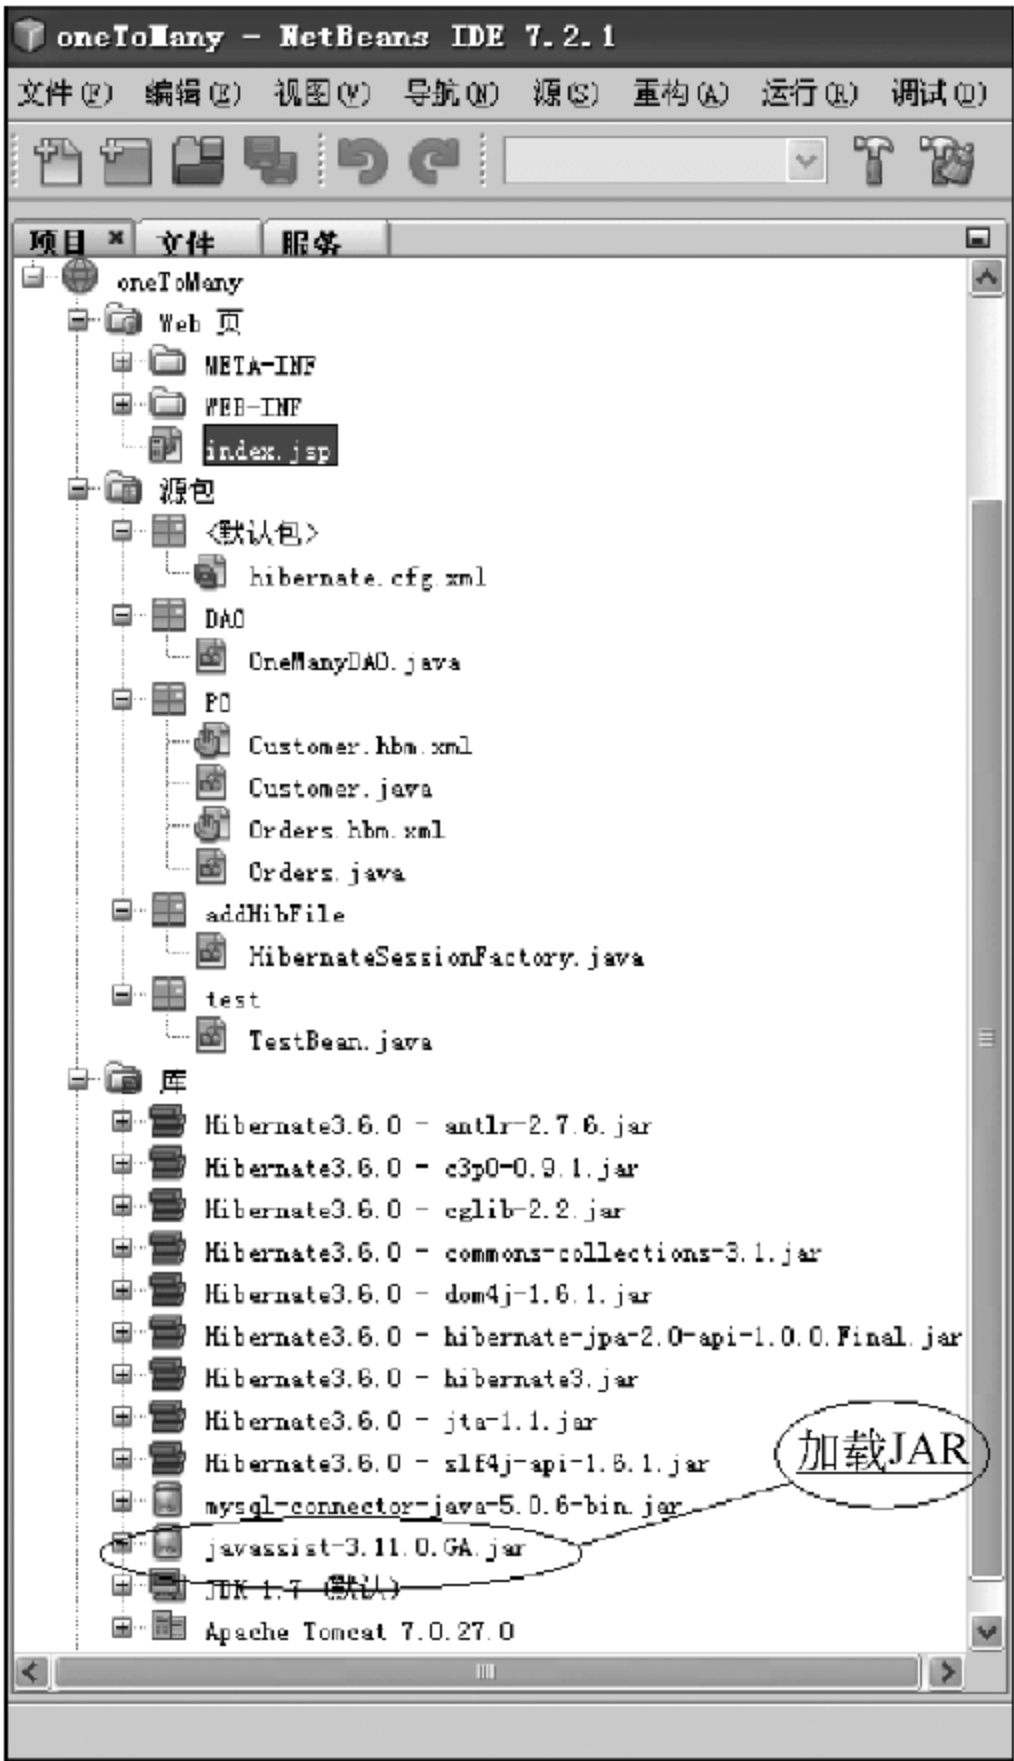 oneToMany - NetBeans IDE 7.2.1
文件(F) 编辑(E) 视图(V) 导航(N) 源(S) 重构(A) 运行(R) 调试(D)
项目 文件 服务
oneToMany
Web 页
META-INF
WEB-INF
index.jsp
源包
<默认包>
hibernate.cfg.xml
DAO
OneManyDAO.java
PO
Customer.hbm.xml
Customer.java
Orders.hbm.xml
Orders.java
addHibFile
HibernateSessionFactory.java
test
TestBean.java
库
Hibernate3.6.0 - antlr-2.7.6.jar
Hibernate3.6.0 - c3p0-0.9.1.jar
Hibernate3.6.0 - cglib-2.2.jar
Hibernate3.6.0 - commons-collections-3.1.jar
Hibernate3.6.0 - dom4j-1.6.1.jar
Hibernate3.6.0 - hibernate-jpa-2.0-api-1.0.0.Final.jar
Hibernate3.6.0 - hibernate3.jar
Hibernate3.6.0 - jta-1.1.jar
加载JAR
Hibernate3.6.0 - slf4j-api-1.6.1.jar
mysql-connector-java-5.0.6-bin.jar
javassist-3.11.0.GA.jar
JDK 1.7 (默认)
Apache Tomcat 7.0.27.0